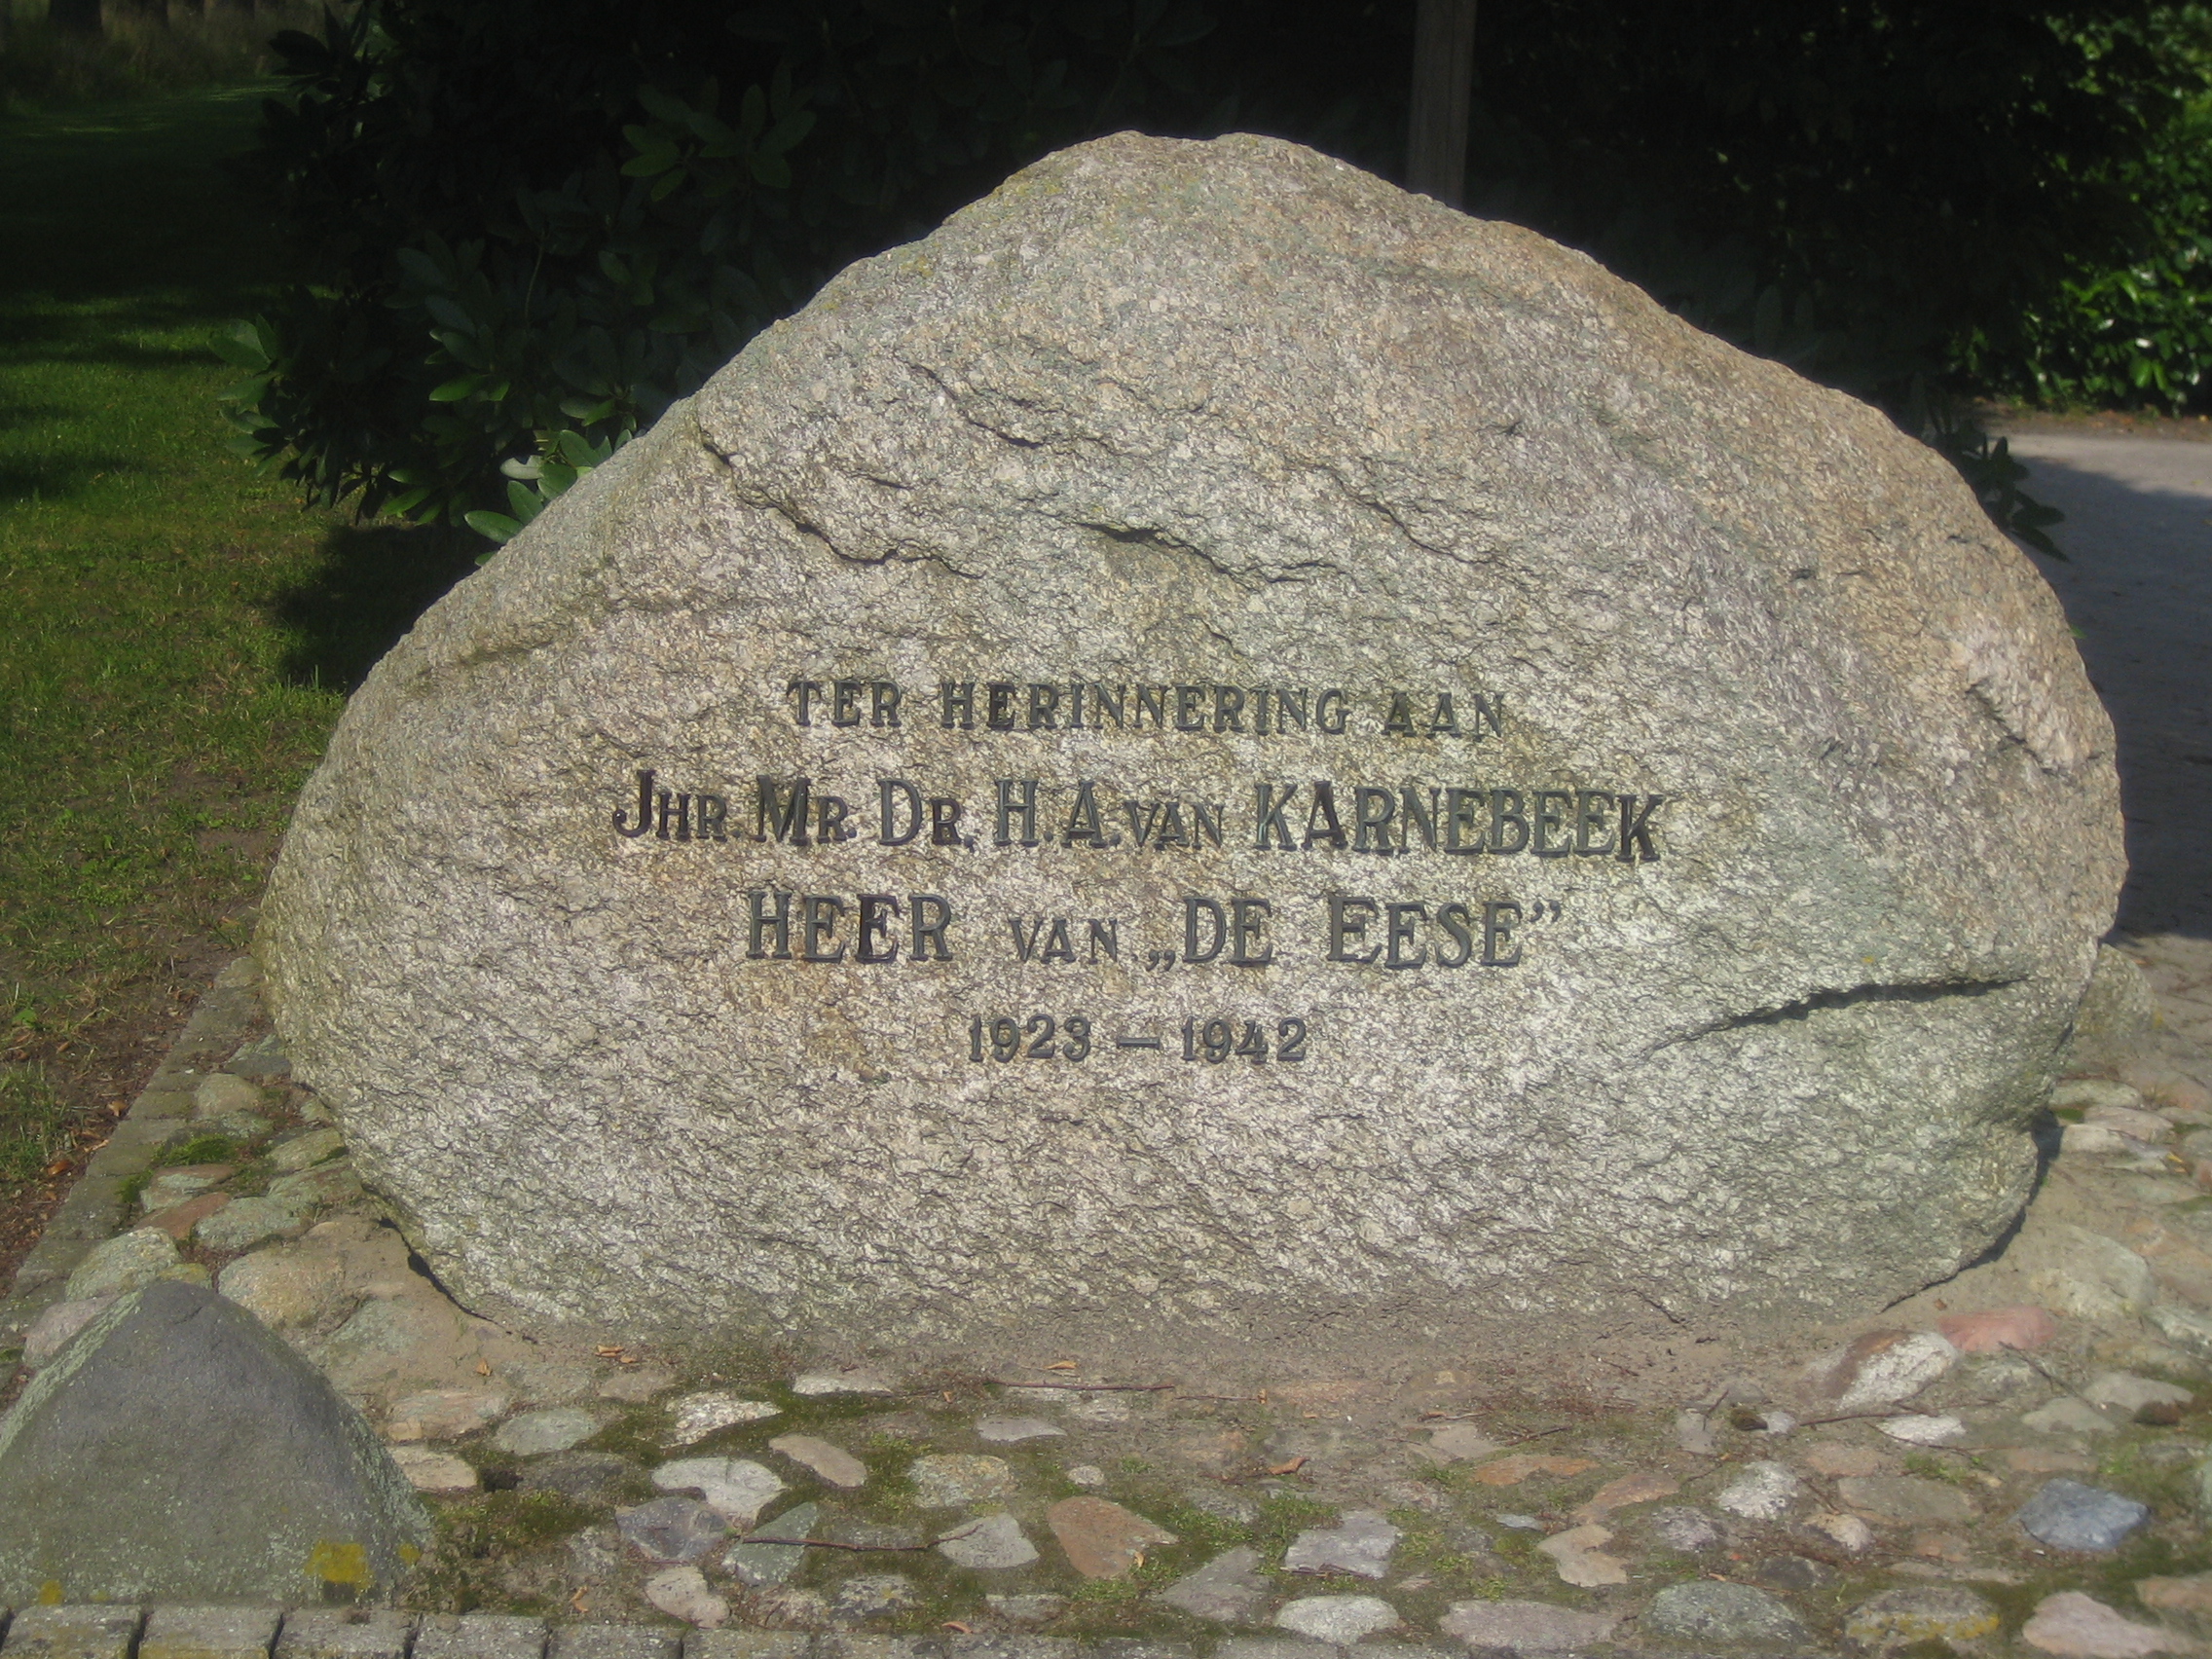 TER HERINNERING AAN
JHR. MR. DR. H.A. VAN KARNEBEEK
HEER VAN „DE EESE”
1923 – 1942